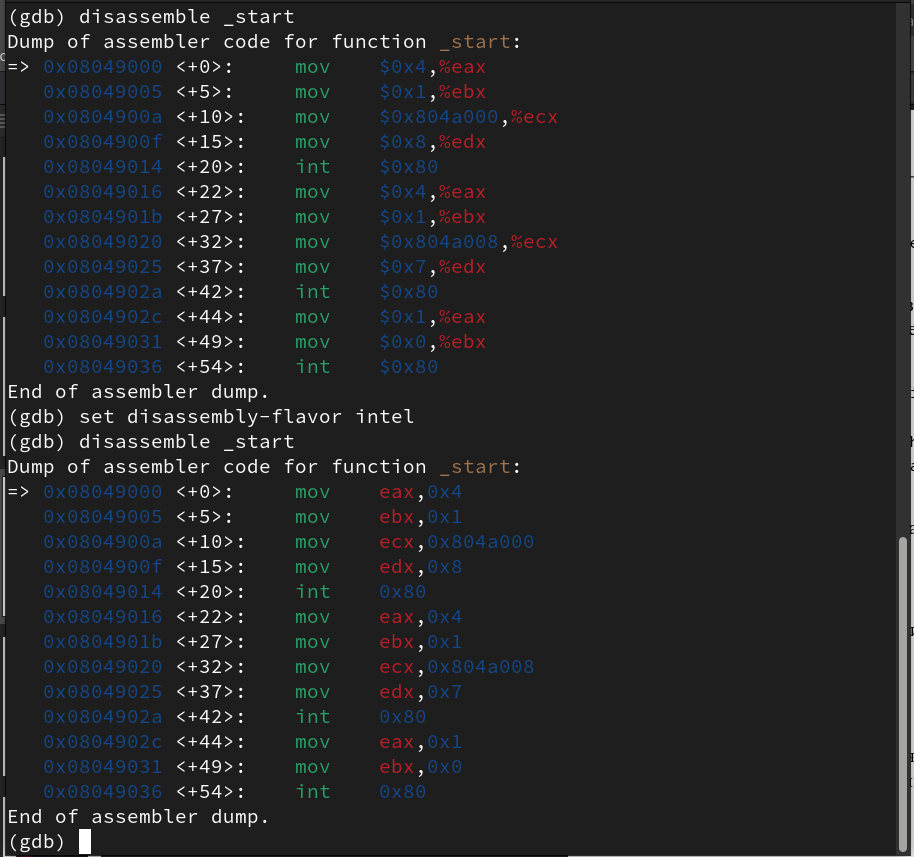 (gdb) disassemble _start
Dump of assembler code for function _start:
=> 0x08049000 <+0>:     mov    $0x4,%eax
   0x08049005 <+5>:     mov    $0x1,%ebx
   0x0804900a <+10>:    mov    $0x804a000,%ecx
   0x0804900f <+15>:    mov    $0x8,%edx
   0x08049014 <+20>:    int    $0x80
   0x08049016 <+22>:    mov    $0x4,%eax
   0x0804901b <+27>:    mov    $0x1,%ebx
   0x08049020 <+32>:    mov    $0x804a008,%ecx
   0x08049025 <+37>:    mov    $0x7,%edx
   0x0804902a <+42>:    int    $0x80
   0x0804902c <+44>:    mov    $0x1,%eax
   0x08049031 <+49>:    mov    $0x0,%ebx
   0x08049036 <+54>:    int    $0x80
End of assembler dump.
(gdb) set disassembly-flavor intel
(gdb) disassemble _start
Dump of assembler code for function _start:
=> 0x08049000 <+0>:     mov    eax,0x4
   0x08049005 <+5>:     mov    ebx,0x1
   0x0804900a <+10>:    mov    ecx,0x804a000
   0x0804900f <+15>:    mov    edx,0x8
   0x08049014 <+20>:    int    0x80
   0x08049016 <+22>:    mov    eax,0x4
   0x0804901b <+27>:    mov    ebx,0x1
   0x08049020 <+32>:    mov    ecx,0x804a008
   0x08049025 <+37>:    mov    edx,0x7
   0x0804902a <+42>:    int    0x80
   0x0804902c <+44>:    mov    eax,0x1
   0x08049031 <+49>:    mov    ebx,0x0
   0x08049036 <+54>:    int    0x80
End of assembler dump.
(gdb)